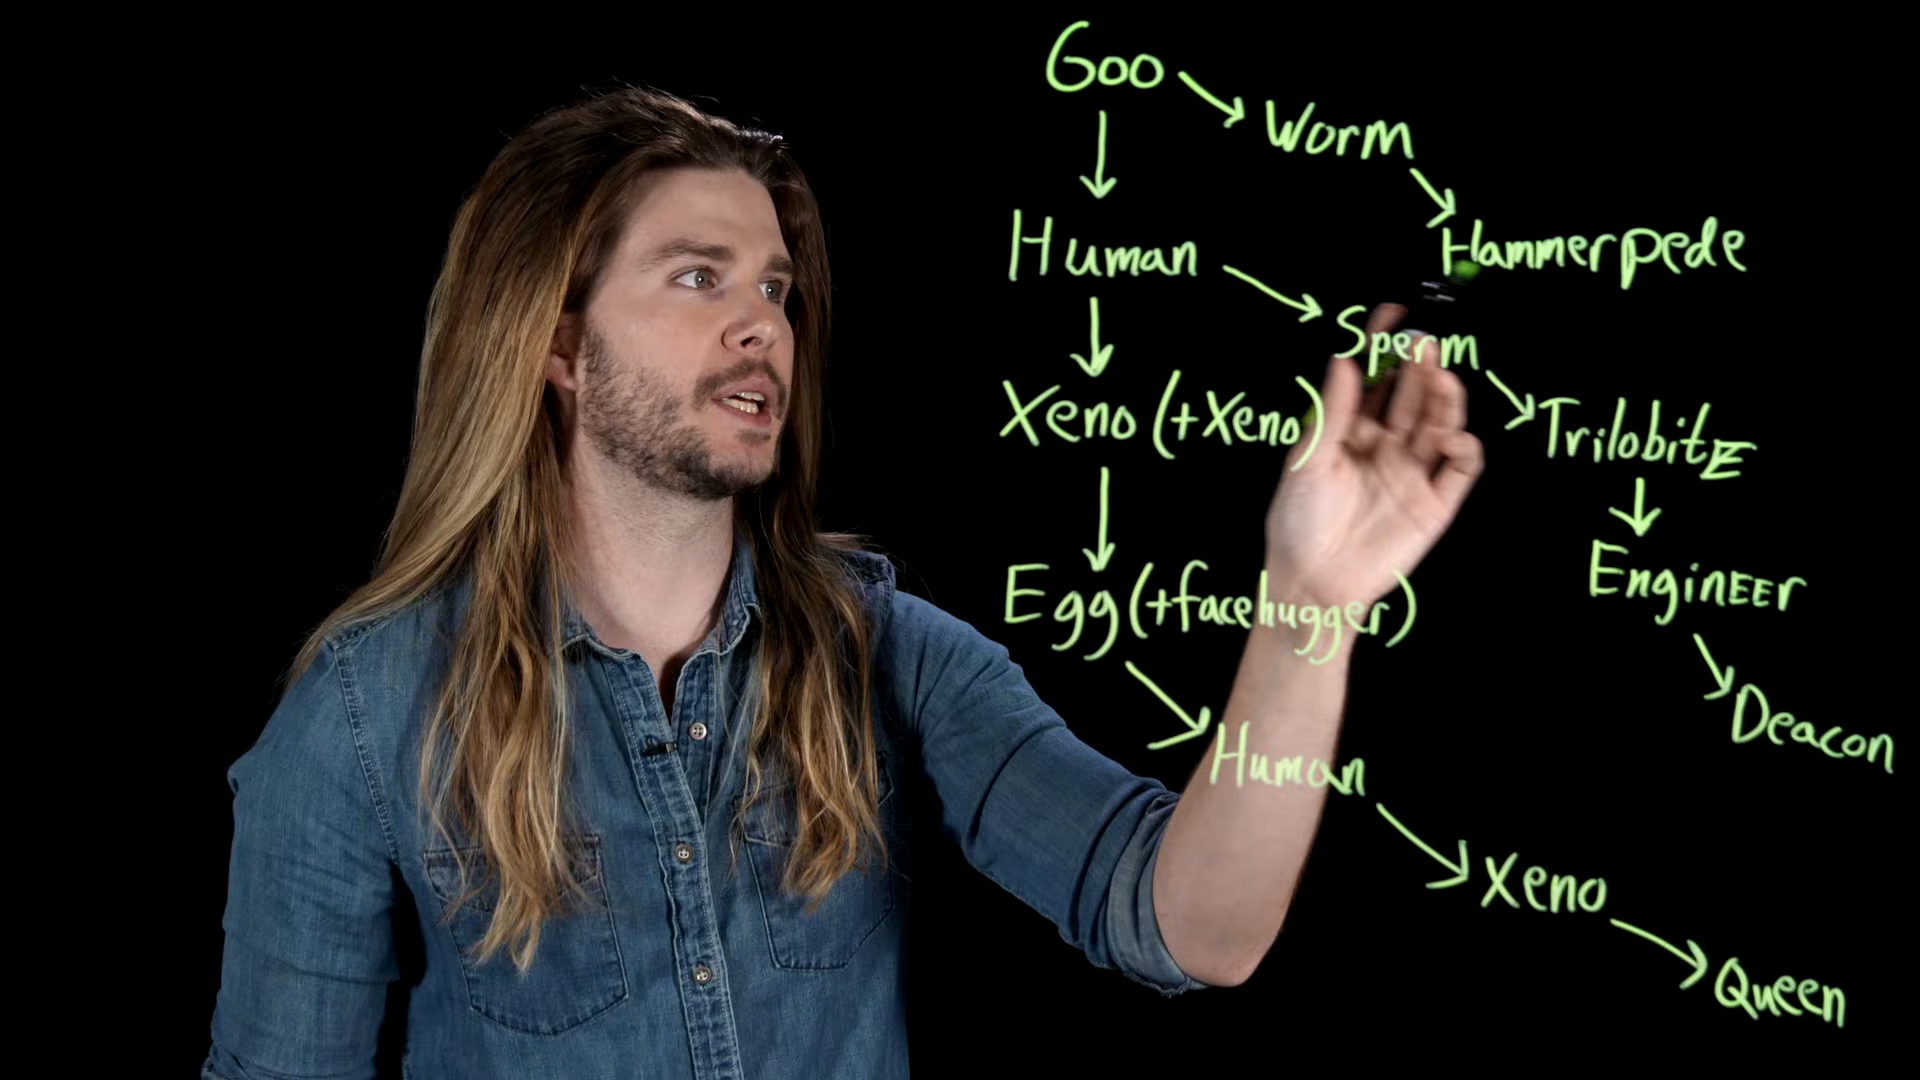 Goo
Worm
Human
Hammerpede
Sperm
Xeno (+Xeno)
Trilobite
Egg (+facehugger)
Engineer
Human
Deacon
Xeno
Queen